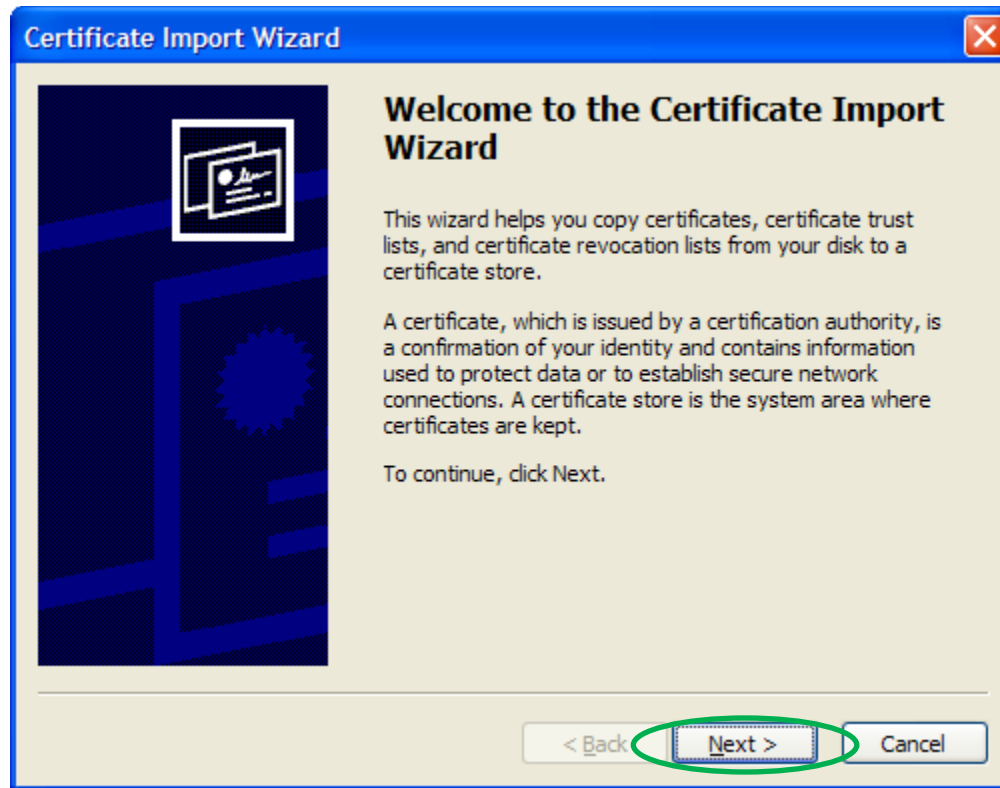 Certificate Import Wizard
Welcome to the Certificate Import
Wizard
This wizard helps you copy certificates, certificate trust
lists, and certificate revocation lists from your disk to a
certificate store.
A certificate, which is issued by a certification authority, is
a confirmation of your identity and contains information
used to protect data or to establish secure network
connections. A certificate store is the system area where
certificates are kept.
To continue, click Next.
< Back
Next >
Cancel